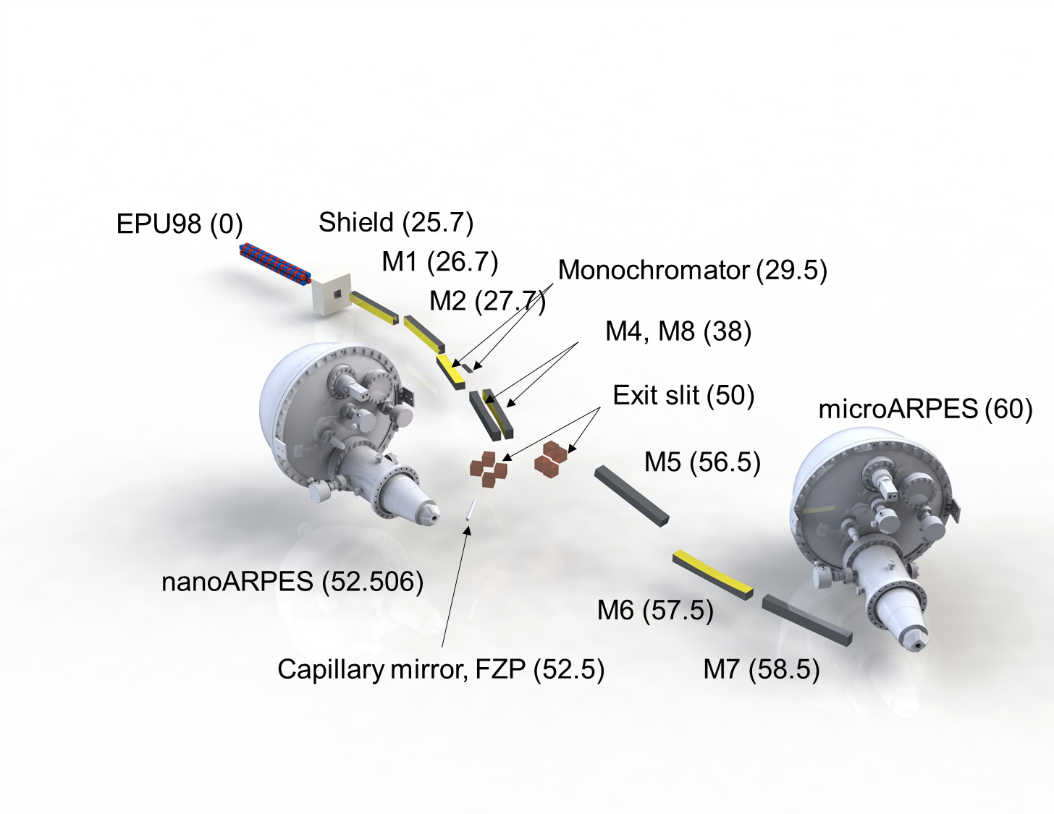 EPU98 (0)
Shield (25.7)
M1 (26.7)
Monochromator (29.5)
M2 (27.7)
M4, M8 (38)
Exit slit (50)
microARPES (60)
M5 (56.5)
nanoARPES (52.506)
M6 (57.5)
Capillary mirror, FZP (52.5)
M7 (58.5)